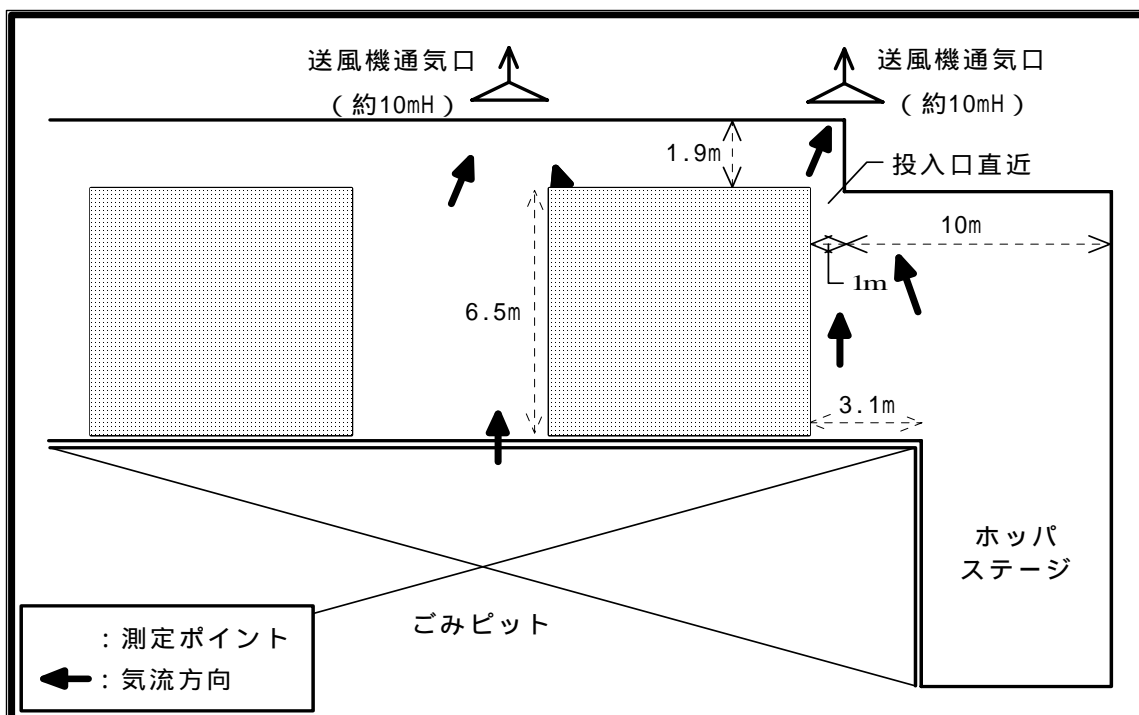 送風機通気口
（約10mH）
送風機通気口
（約10mH）
1.9m
投入口直近
10m
1m
6.5m
3.1m
ホッパ
ステージ
ごみピット
：測定ポイント
：気流方向